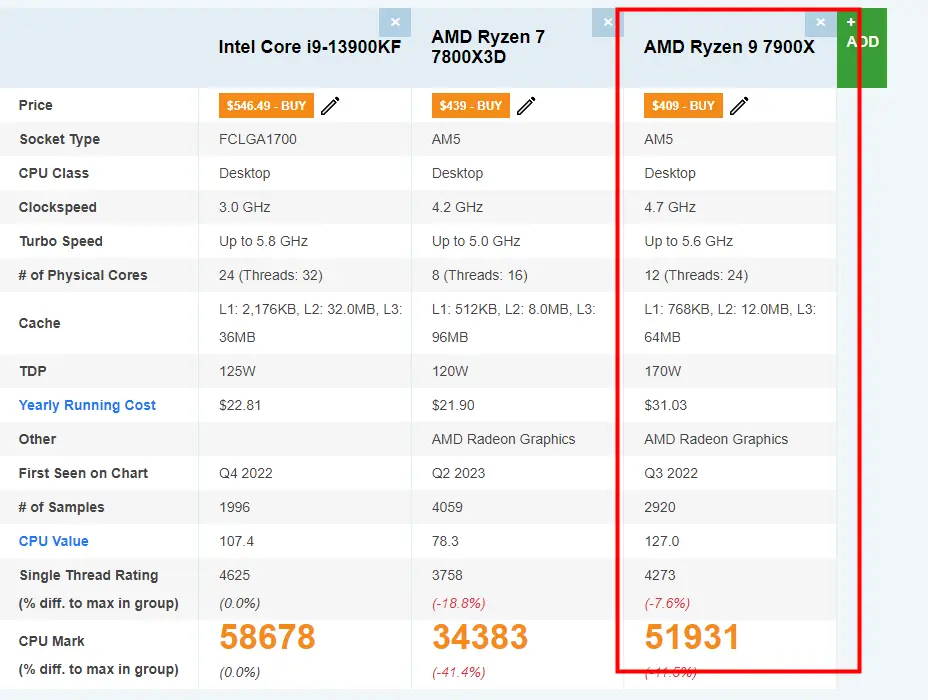 × × × +
Intel Core i9-13900KF AMD Ryzen 7 7800X3D AMD Ryzen 9 7900X ADD
Price $546.49 - BUY $439 - BUY $409 - BUY
Socket Type FCLGA1700 AM5 AM5
CPU Class Desktop Desktop Desktop
Clockspeed 3.0 GHz 4.2 GHz 4.7 GHz
Turbo Speed Up to 5.8 GHz Up to 5.0 GHz Up to 5.6 GHz
# of Physical Cores 24 (Threads: 32) 8 (Threads: 16) 12 (Threads: 24)
Cache L1: 2,176KB, L2: 32.0MB, L3: 36MB L1: 512KB, L2: 8.0MB, L3: 96MB L1: 768KB, L2: 12.0MB, L3: 64MB
TDP 125W 120W 170W
Yearly Running Cost $22.81 $21.90 $31.03
Other AMD Radeon Graphics AMD Radeon Graphics
First Seen on Chart Q4 2022 Q2 2023 Q3 2022
# of Samples 1996 4059 2920
CPU Value 107.4 78.3 127.0
Single Thread Rating 4625 3758 4273
(% diff. to max in group) (0.0%) (-18.8%) (-7.6%)
CPU Mark 58678 34383 51931
(% diff. to max in group) (0.0%) (-41.4%) (-11.5%)